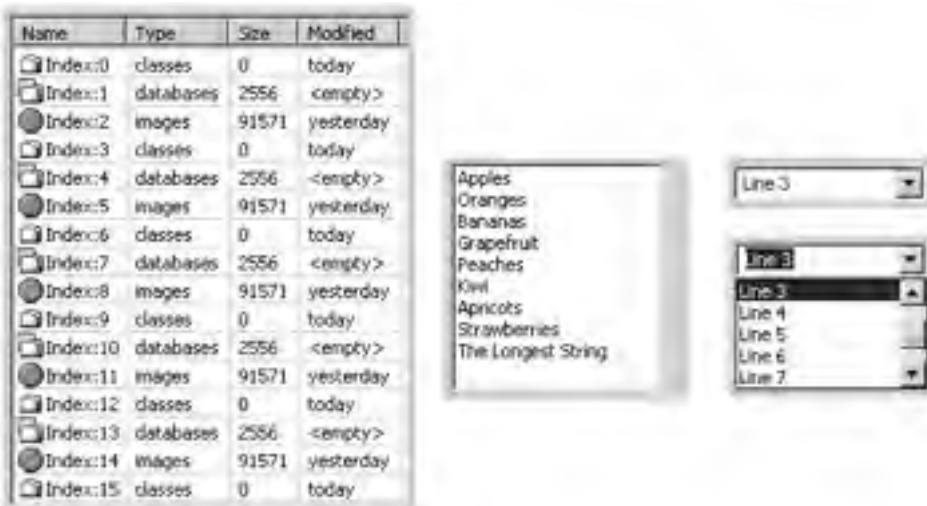 Name Type Size Modified
Index:0 classes 0 today
Index:1 databases 2556 <empty>
Index:2 images 91571 yesterday
Index:3 classes 0 today
Index:4 databases 2556 <empty>
Index:5 images 91571 yesterday
Index:6 classes 0 today
Index:7 databases 2556 <empty>
Index:8 images 91571 yesterday
Index:9 classes 0 today
Index:10 databases 2556 <empty>
Index:11 images 91571 yesterday
Index:12 classes 0 today
Index:13 databases 2556 <empty>
Index:14 images 91571 yesterday
Index:15 classes 0 today
Apples
Oranges
Bananas
Grapefruit
Peaches
Kiwi
Apricots
Strawberries
The Longest String
Line 3
Line 3
Line 3
Line 4
Line 5
Line 6
Line 7